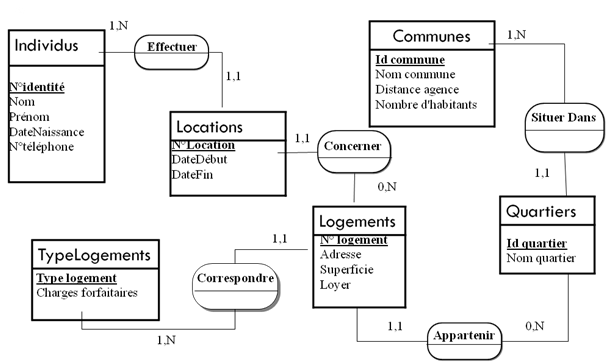 1,N
Individus
Effectuer
N°identité
Nom
Prénom
DateNaissance
N°téléphone
1,1
Locations
N°Location
DateDébut
DateFin
1,1
Concerner
0,N
Communes
Id commune
Nom commune
Distance agence
Nombre d'habitants
1,N
Situer Dans
1,1
Quartiers
Id quartier
Nom quartier
Logements
N° logement
Adresse
Superficie
Loyer
1,1
TypeLogements
Type logement
Charges forfaitaires
Correspondre
1,N
1,1
Appartenir
0,N